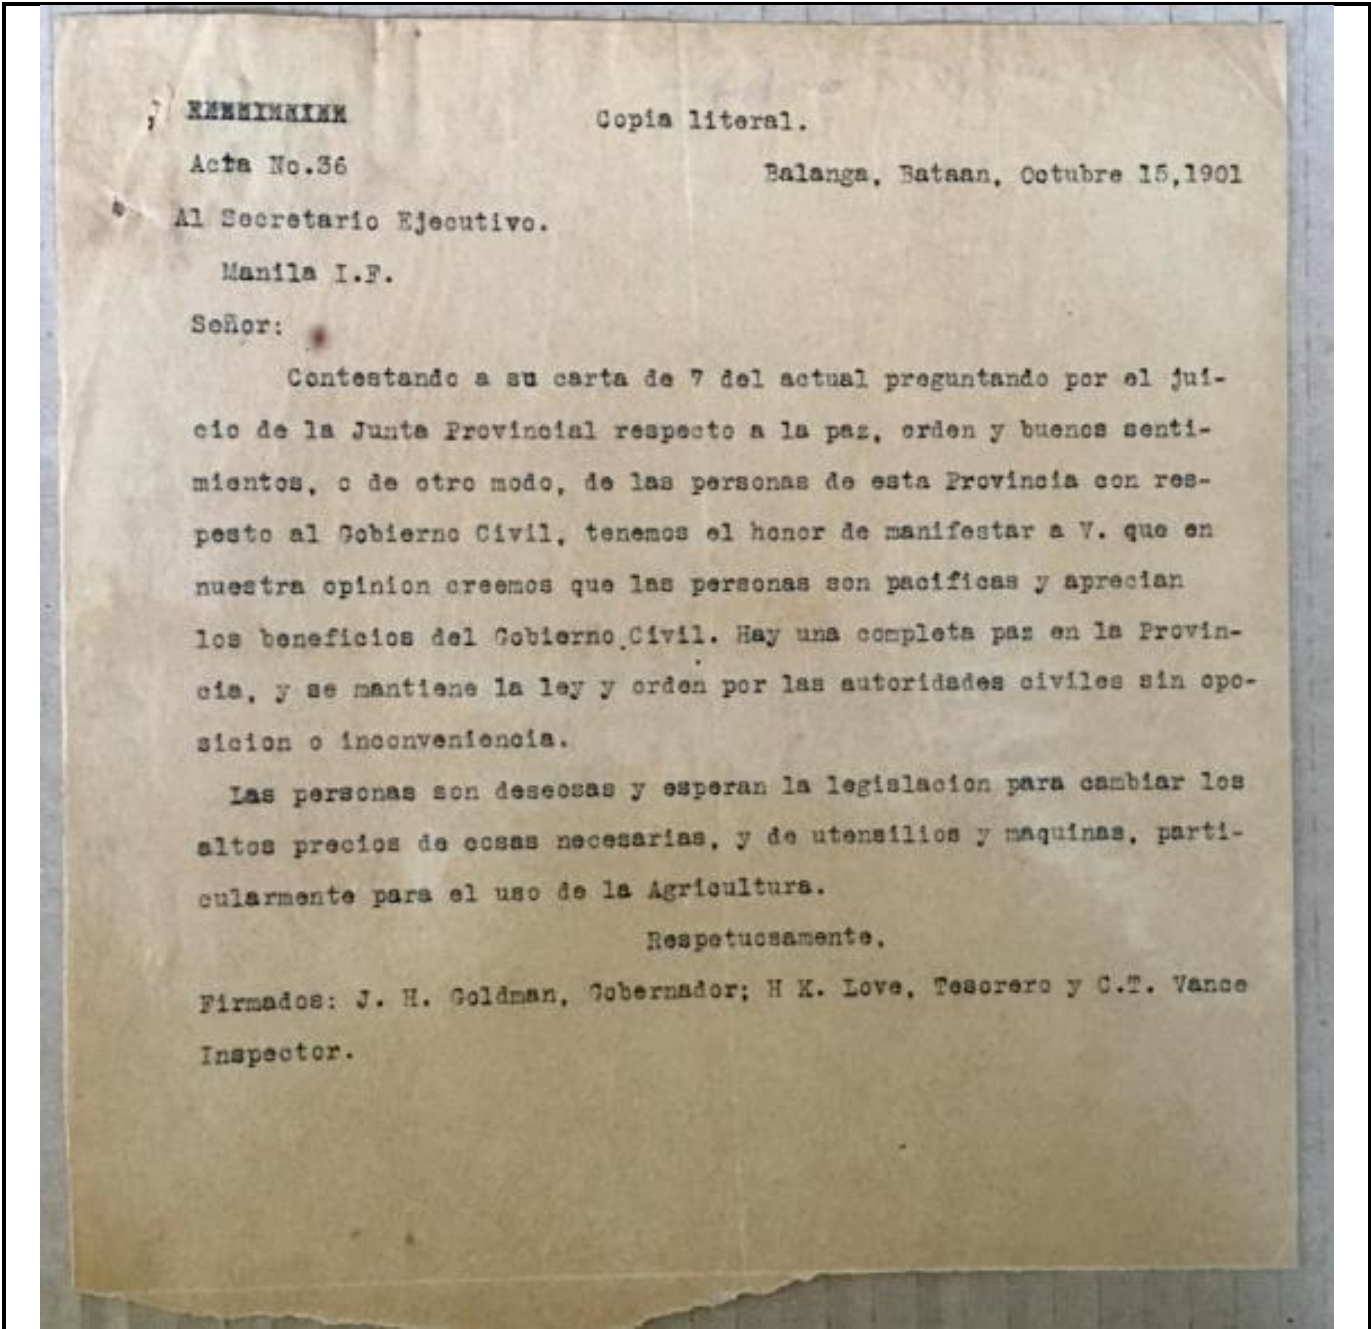 Copia literal.
Acta No.36
Balanga, Bataan, Octubre 15,1901
Al Secretario Ejecutivo.
Manila I.F.
Señor:
Contestando a su carta de 7 del actual preguntando por el jui-
cio de la Junta Provincial respecto a la paz, orden y buenos senti-
mientos, o de otro modo, de las personas de esta Provincia con res-
pesto al Gobierno Civil, tenemos el honor de manifestar a V. que en
nuestra opinion creemos que las personas son pacificas y aprecian
los beneficios del Gobierno Civil. Hay una completa paz en la Provin-
cia, y se mantiene la ley y orden por las autoridades civiles sin opo-
sicion o inconveniencia.
Las personas son deseosas y esperan la legislacion para cambiar los
altos precios de cosas necesarias, y de utensilios y maquinas, parti-
cularmente para el uso de la Agricultura.
Respetuosamente,
Firmados: J. H. Goldman, Gobernador; H K. Love, Tesorero y C.T. Vance
Inspector.